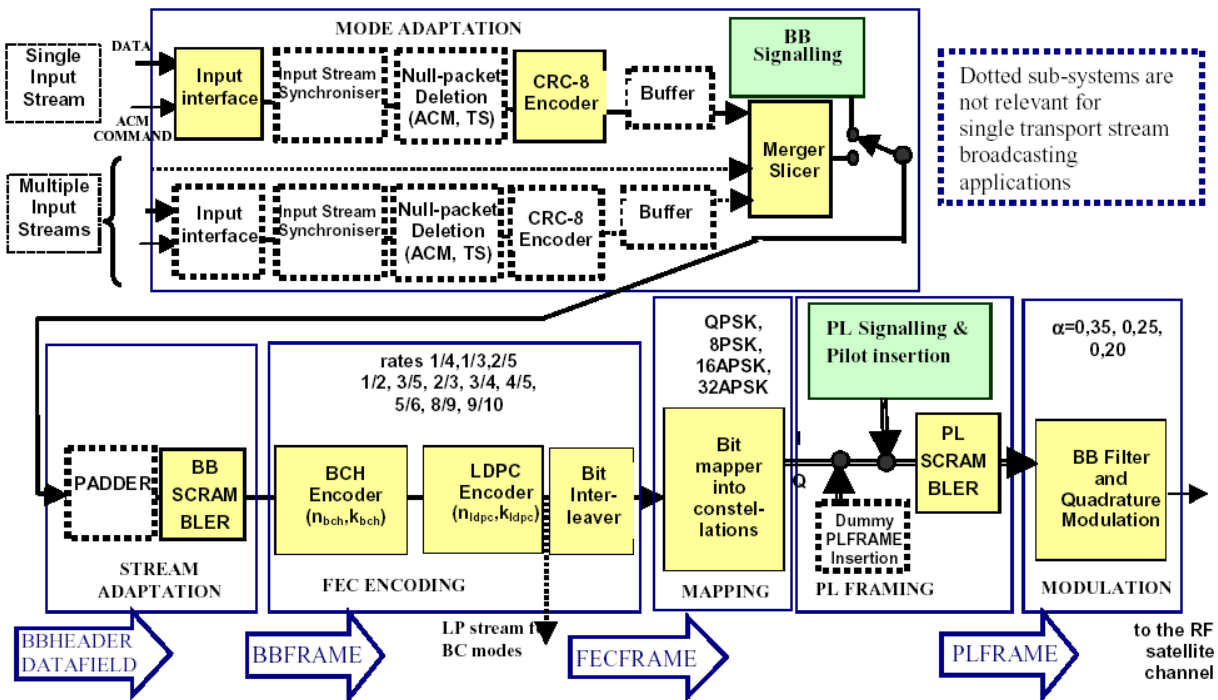 MODE ADAPTATION
Single
Input
Stream
DATA
ACM
COMMAND
Input
interface
Input Stream
Synchroniser
Null-packet
Deletion
(ACM, TS)
CRC-8
Encoder
Buffer
BB
Signalling
Merger
Slicer
Dotted sub-systems are
not relevant for
single transport stream
broadcasting
applications
Multiple
Input
Streams
Input
interface
Input Stream
Synchroniser
Null-packet
Deletion
(ACM, TS)
CRC-8
Encoder
Buffer
PADDER
BB
SCRAM
BLER
STREAM
ADAPTATION
rates 1/4,1/3,2/5
1/2, 3/5, 2/3, 3/4, 4/5,
5/6, 8/9, 9/10
BCH
Encoder
(nbch,kbch)
LDPC
Encoder
(nldpc,kldpc)
Bit
Inter-
leaver
FEC ENCODING
LP stream f
BC modes
QPSK,
8PSK,
16APSK,
32APSK
Bit
mapper
into
constel-
lations
MAPPING
I
Q
PL Signalling &
Pilot insertion
Dummy
PLFRAME
Insertion
PL
SCRAM
BLER
PL FRAMING
α=0,35, 0,25,
0,20
BB Filter
and
Quadrature
Modulation
MODULATION
BBHEADER
DATAFIELD
BBFRAME
FECFRAME
PLFRAME
to the RF
satellite
channel